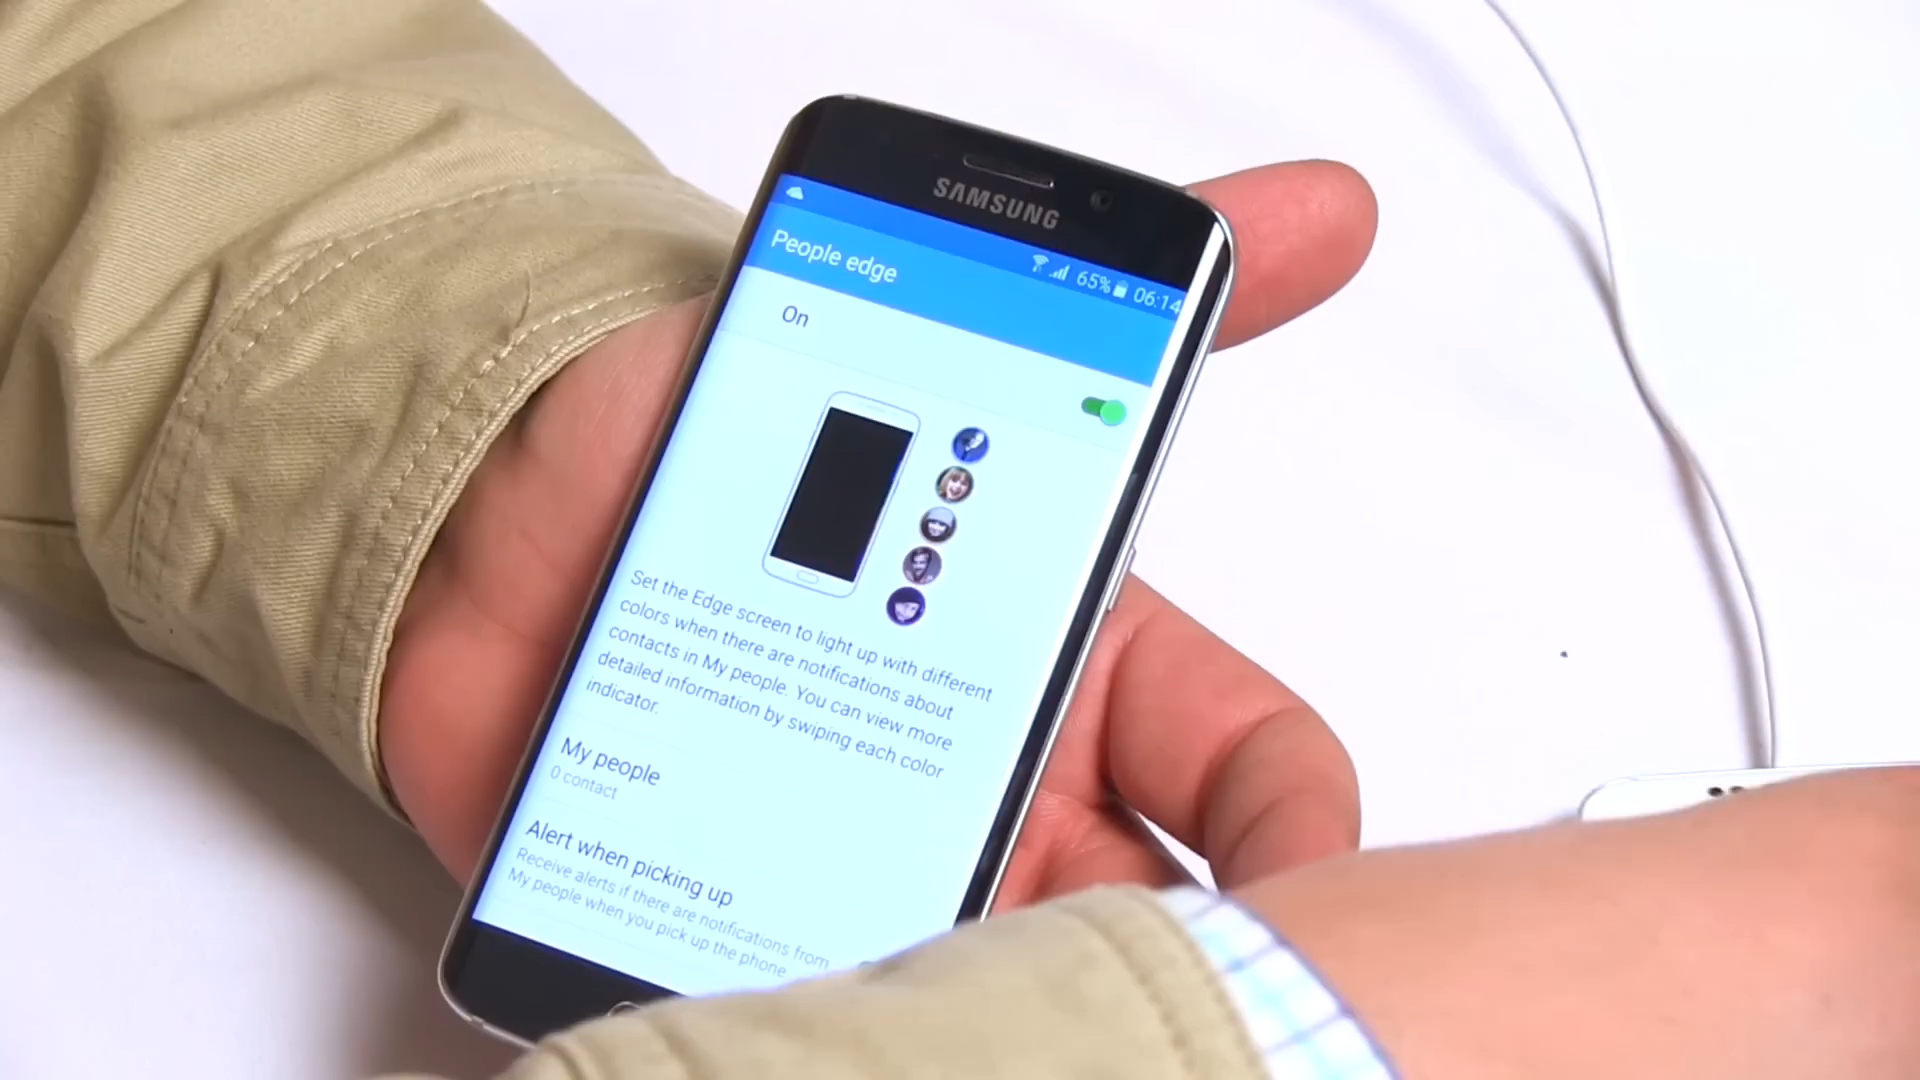 SAMSUNG
65% 06:14
People edge
On
Set the Edge screen to light up with different
colors when there are notifications about
contacts in My people. You can view more
detailed information by swiping each color
indicator.
My people
0 contact
Alert when picking up
Receive alerts if there are notifications from
My people when you pick up the phone